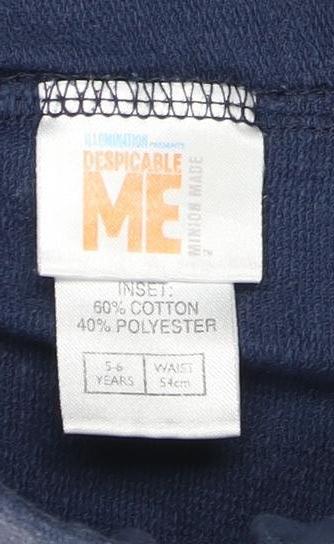 ILLUMINATION PRESENTS
DESPICABLE
ME
MINION MADE
INSET:
60% COTTON
40% POLYESTER
5-6 WAIST
YEARS 54cm